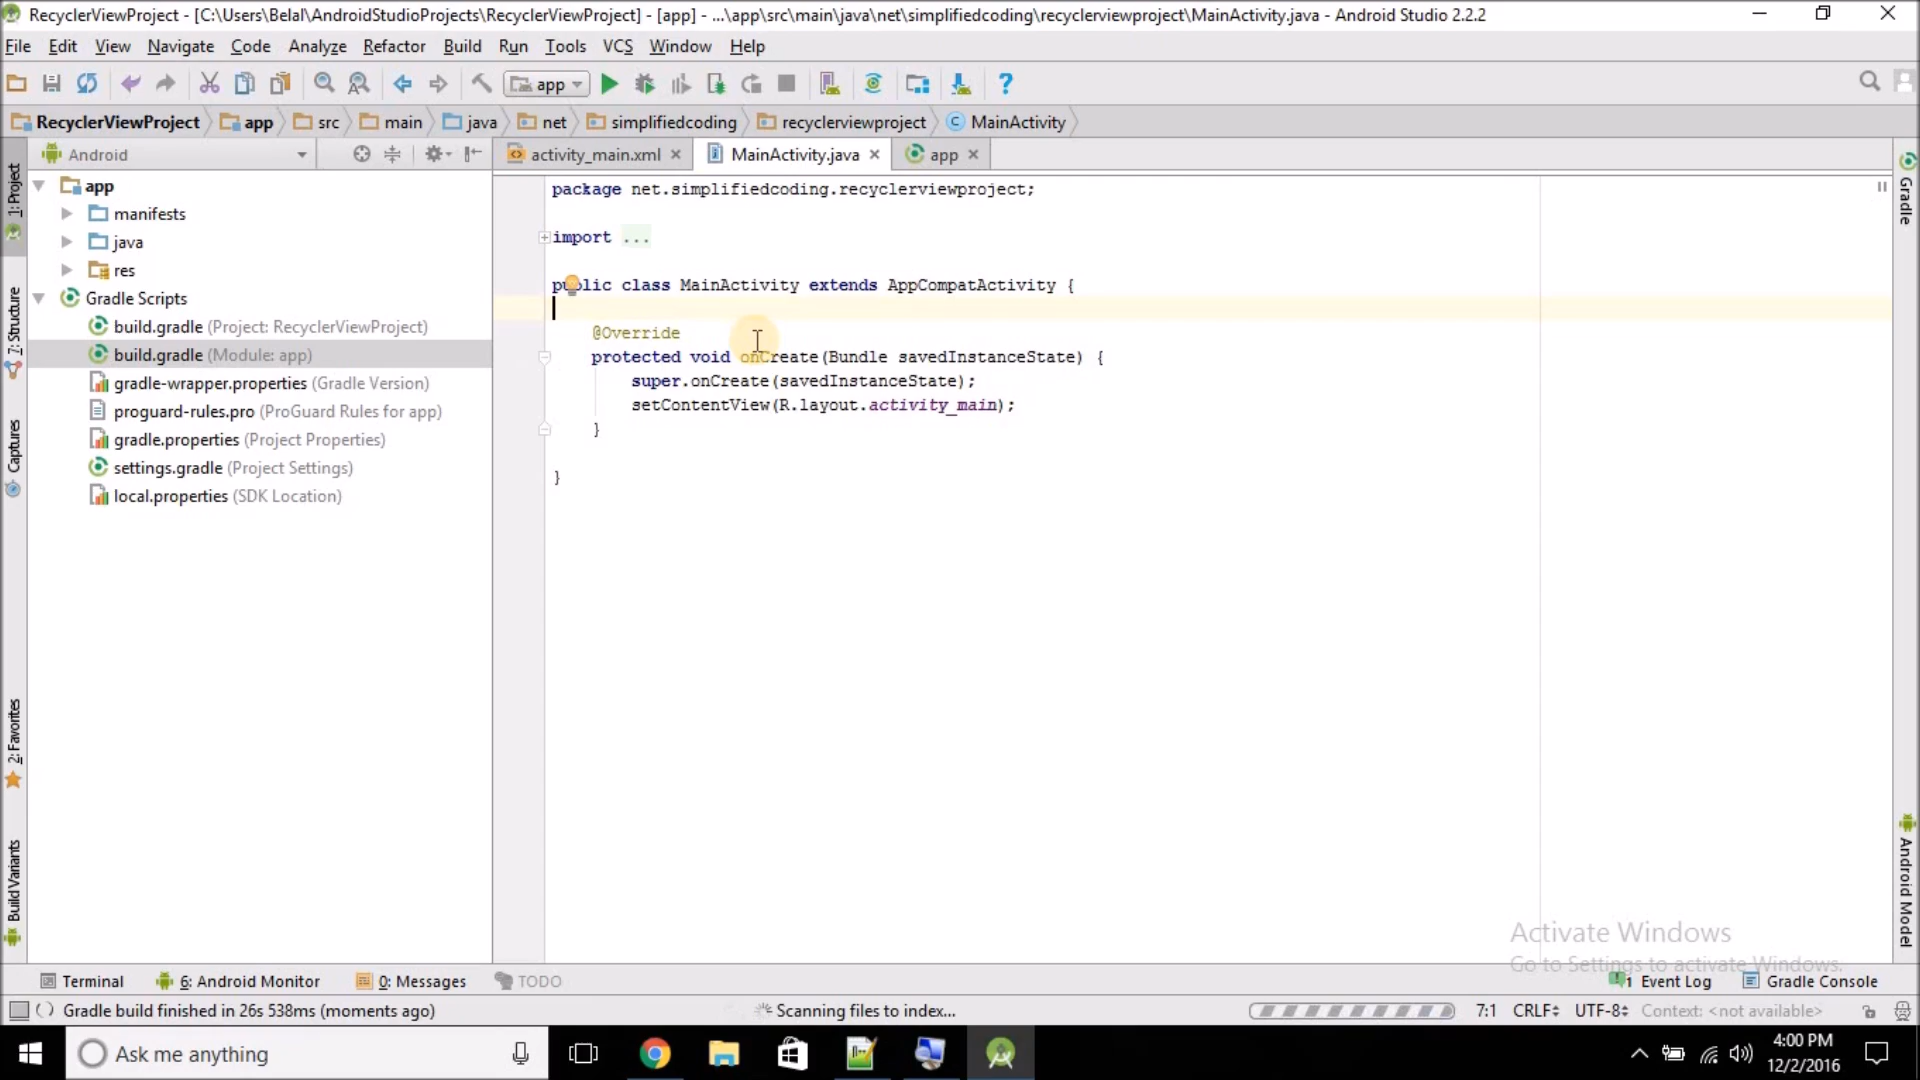 RecyclerViewProject - [C:\Users\Belal\AndroidStudioProjects\RecyclerViewProject] - [app] - ...\app\src\main\java\net\simplifiedcoding\recyclerviewproject\MainActivity.java - Android Studio 2.2.2
File Edit View Navigate Code Analyze Refactor Build Run Tools VCS Window Help
app
RecyclerViewProject app src main java net simplifiedcoding recyclerviewproject MainActivity
Android
activity_main.xml MainActivity.java app
1: Project
7: Structure
Captures
2: Favorites
Build Variants
app
manifests
java
res
Gradle Scripts
build.gradle (Project: RecyclerViewProject)
build.gradle (Module: app)
gradle-wrapper.properties (Gradle Version)
proguard-rules.pro (ProGuard Rules for app)
gradle.properties (Project Properties)
settings.gradle (Project Settings)
local.properties (SDK Location)
package net.simplifiedcoding.recyclerviewproject;
import ...
public class MainActivity extends AppCompatActivity {
@Override
protected void onCreate(Bundle savedInstanceState) {
super.onCreate(savedInstanceState);
setContentView(R.layout.activity_main);
}
}
Gradle
Android Model
Activate Windows
Go to Settings to activate Windows.
Terminal 6: Android Monitor 0: Messages TODO 1 Event Log Gradle Console
Gradle build finished in 26s 538ms (moments ago) Scanning files to index... 7:1 CRLF UTF-8 Context: <not available>
Ask me anything
4:00 PM
12/2/2016